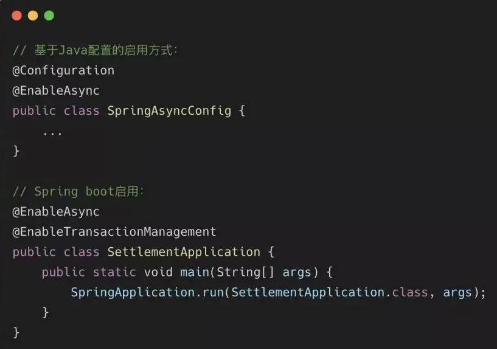 // 基于Java配置的启用方式：
@Configuration
@EnableAsync
public class SpringAsyncConfig {
    ...
}

// Spring boot启用：
@EnableAsync
@EnableTransactionManagement
public class SettlementApplication {
    public static void main(String[] args) {
        SpringApplication.run(SettlementApplication.class, args);
    }
}